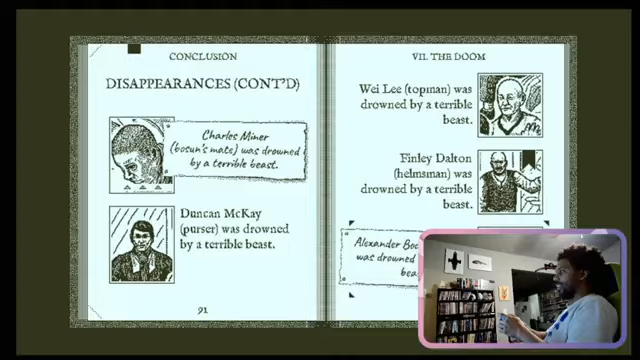 CONCLUSION
DISAPPEARANCES (CONT'D)
Charles Miner
(bosun's mate) was drowned
by a terrible beast.
Duncan McKay
(purser) was drowned
by a terrible beast.
91
VII. THE DOOM
Wei Lee (topman) was
drowned by a terrible
beast.
Finley Dalton
(helmsman) was
drowned by a terrible
beast.
Alexander Boo
was drowned